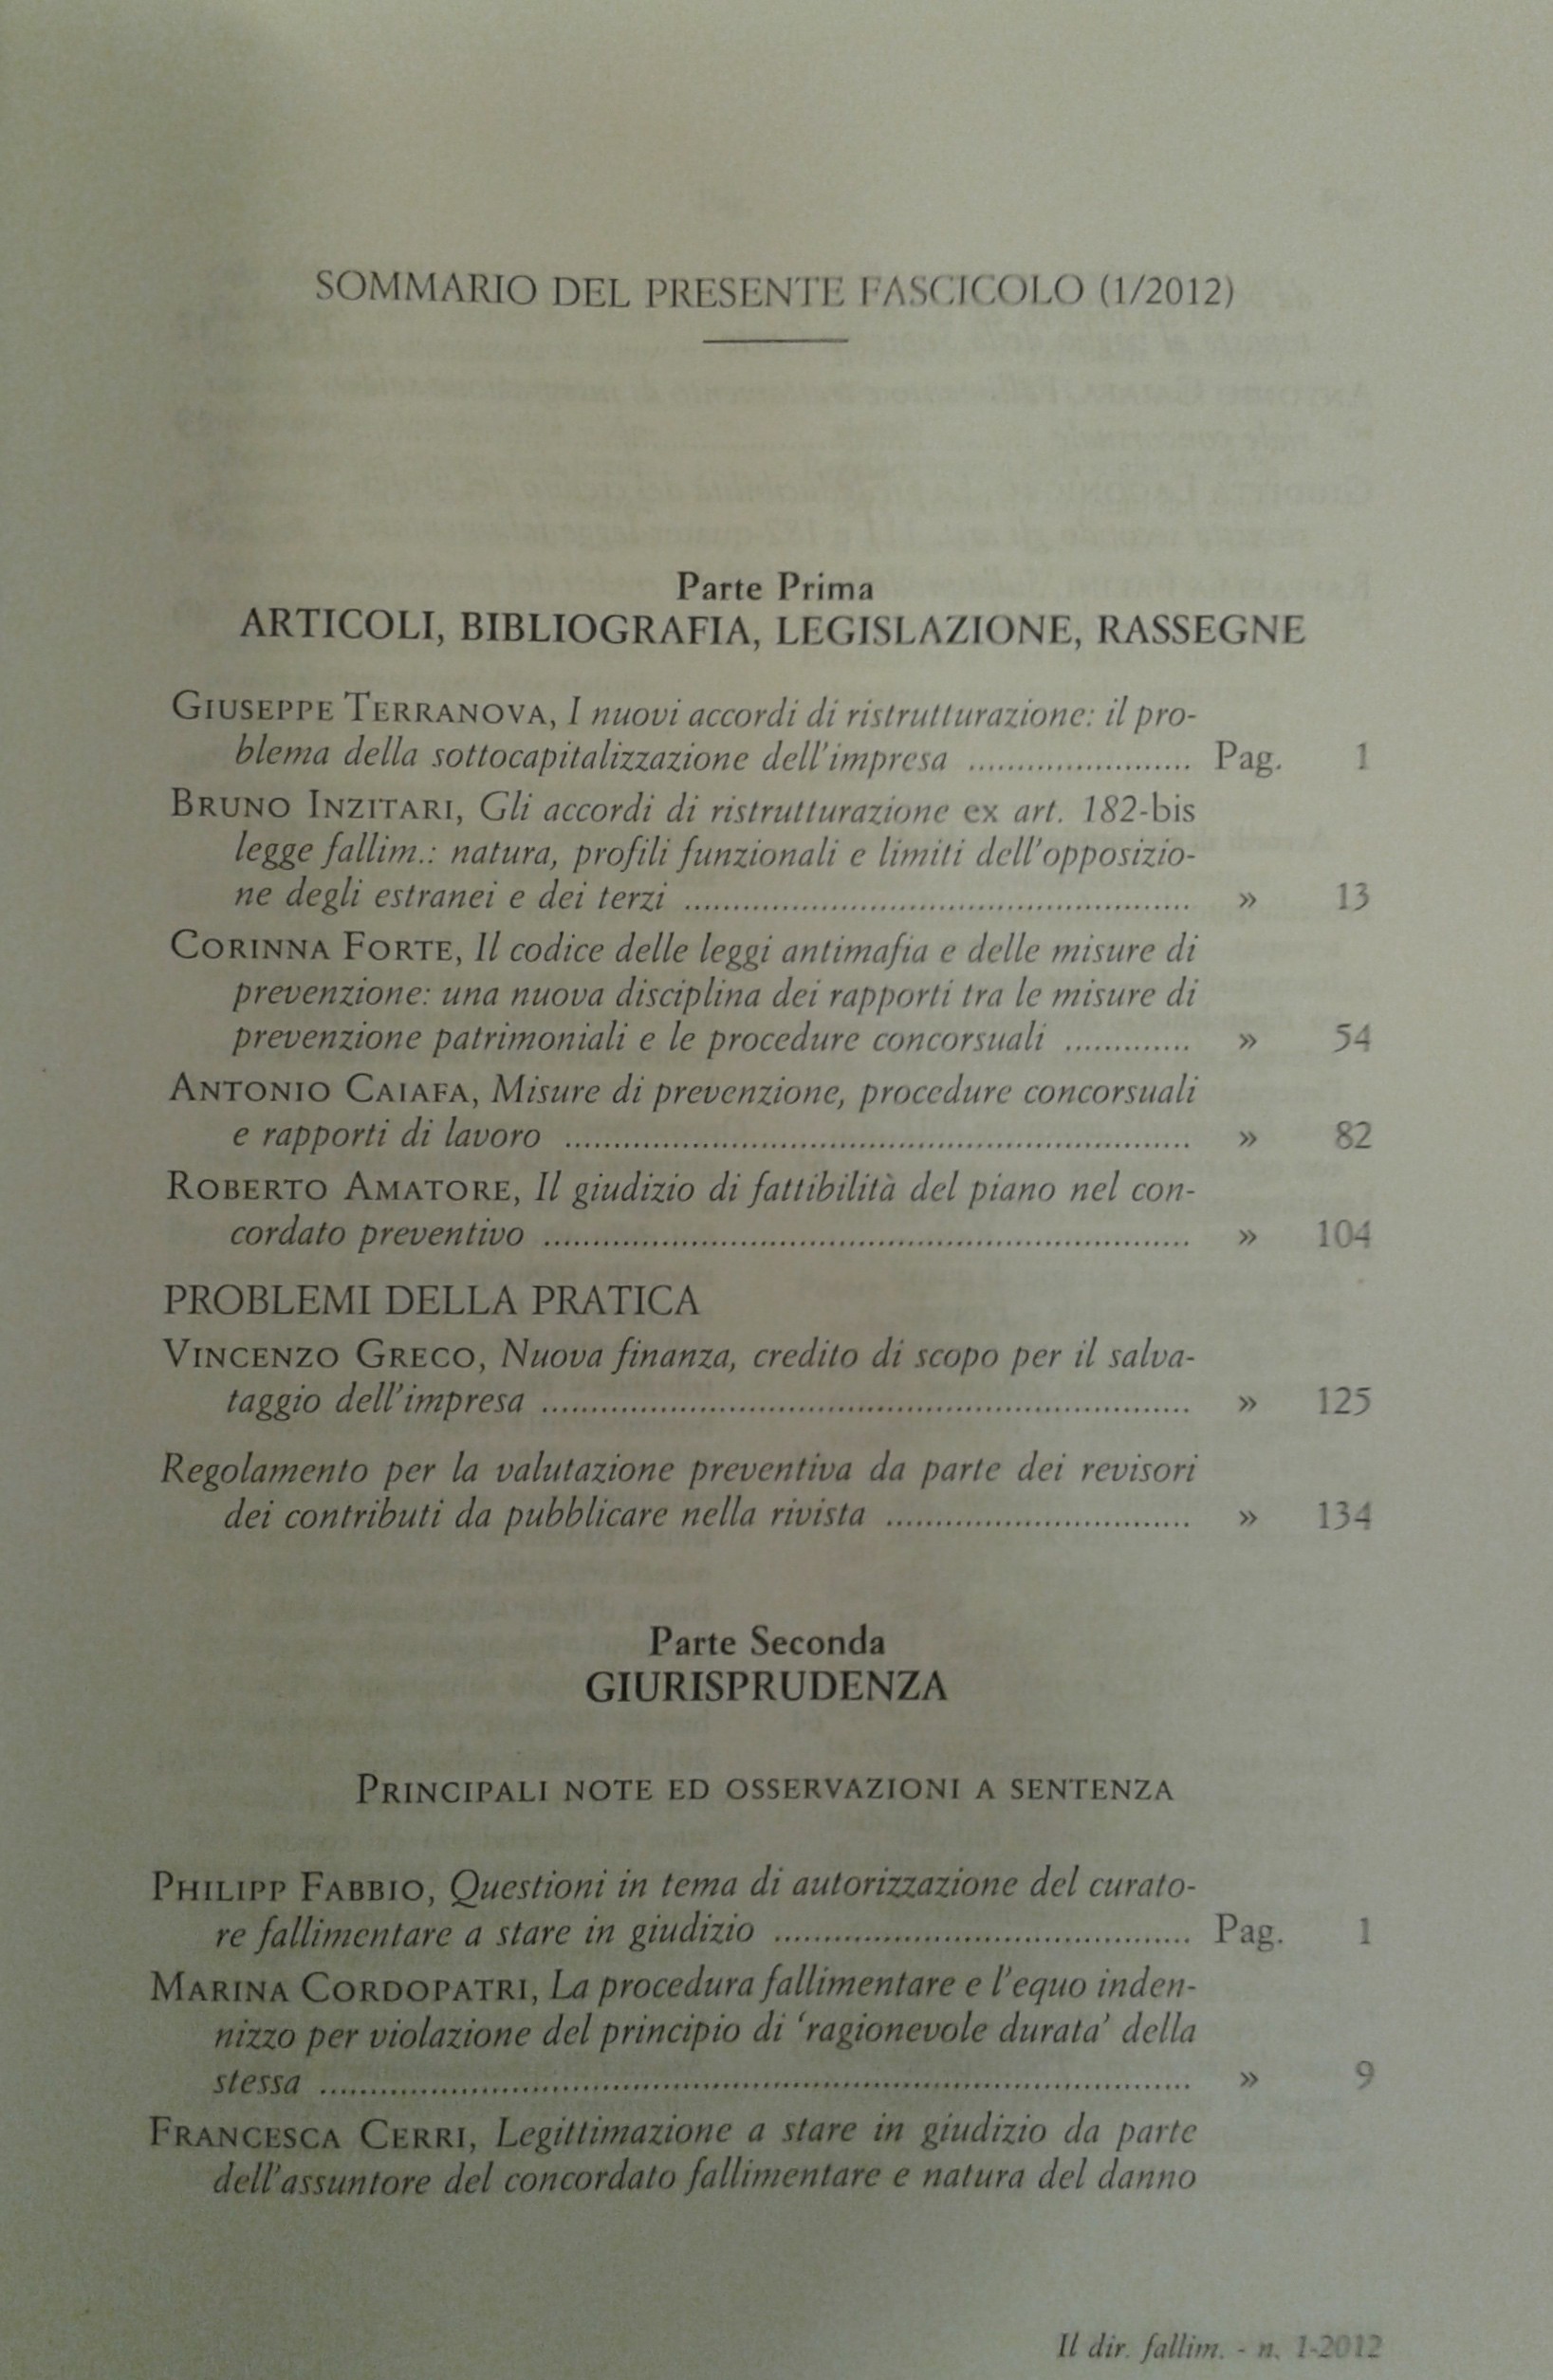 SOMMARIO DEL PRESENTE FASCICOLO (1/2012)
Parte Prima
ARTICOLI, BIBLIOGRAFIA, LEGISLAZIONE, RASSEGNE
GIUSEPPE TERRANOVA, I nuovi accordi di ristrutturazione: il pro-
blema della sottocapitalizzazione dell'impresa ....................... Pag. 1
BRUNO INZITARI, Gli accordi di ristrutturazione ex art. 182-bis
legge fallim.: natura, profili funzionali e limiti dell'opposizio-
ne degli estranei e dei terzi .................................................... » 13
CORINNA FORTE, Il codice delle leggi antimafia e delle misure di
prevenzione: una nuova disciplina dei rapporti tra le misure di
prevenzione patrimoniali e le procedure concorsuali ............. » 54
ANTONIO CAIAFA, Misure di prevenzione, procedure concorsuali
e rapporti di lavoro ................................................................ » 82
ROBERTO AMATORE, Il giudizio di fattibilità del piano nel con-
cordato preventivo .................................................................. » 104
PROBLEMI DELLA PRATICA
VINCENZO GRECO, Nuova finanza, credito di scopo per il salva-
taggio dell'impresa .................................................................. » 125
Regolamento per la valutazione preventiva da parte dei revisori
dei contributi da pubblicare nella rivista ............................... » 134
Parte Seconda
GIURISPRUDENZA
PRINCIPALI NOTE ED OSSERVAZIONI A SENTENZA
PHILIPP FABBIO, Questioni in tema di autorizzazione del curato-
re fallimentare a stare in giudizio .......................................... Pag. 1
MARINA CORDOPATRI, La procedura fallimentare e l'equo inden-
nizzo per violazione del principio di 'ragionevole durata' della
stessa ......................................................................................... » 9
FRANCESCA CERRI, Legittimazione a stare in giudizio da parte
dell'assuntore del concordato fallimentare e natura del danno
Il dir. fallim. - n. 1-2012